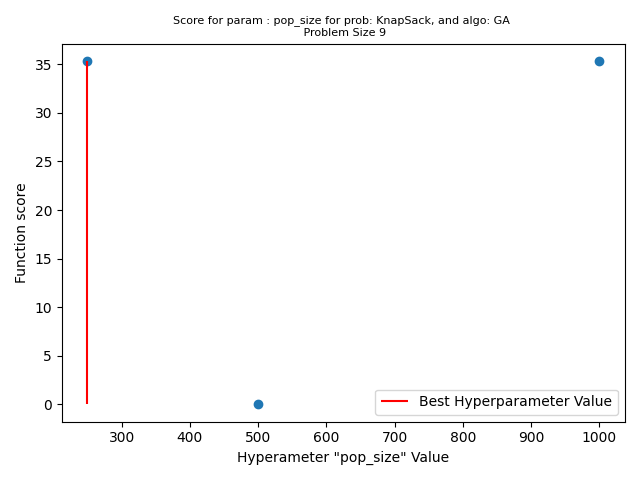 Score for param : pop_size for prob: KnapSack, and algo: GA
Problem Size 9
35
30
25
20
15
10
5
0
Function score
Best Hyperparameter Value
300 400 500 600 700 800 900 1000
Hyperameter "pop_size" Value